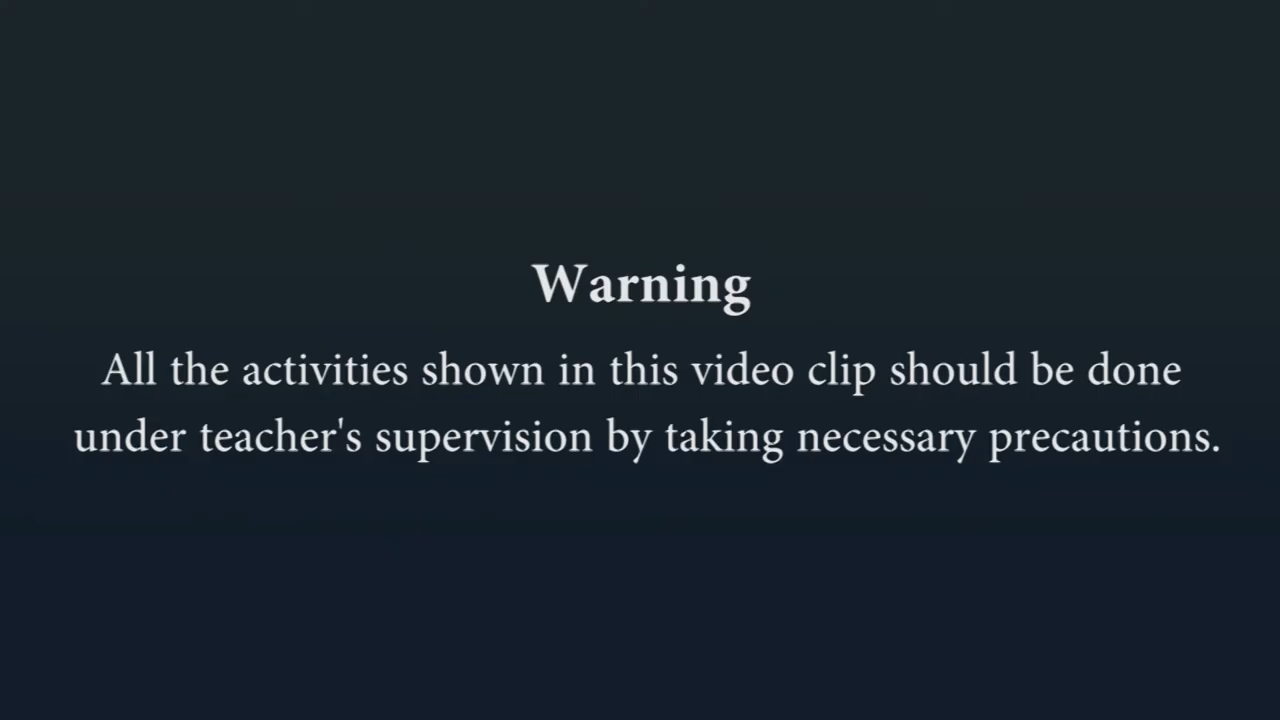 Warning
All the activities shown in this video clip should be done
under teacher's supervision by taking necessary precautions.